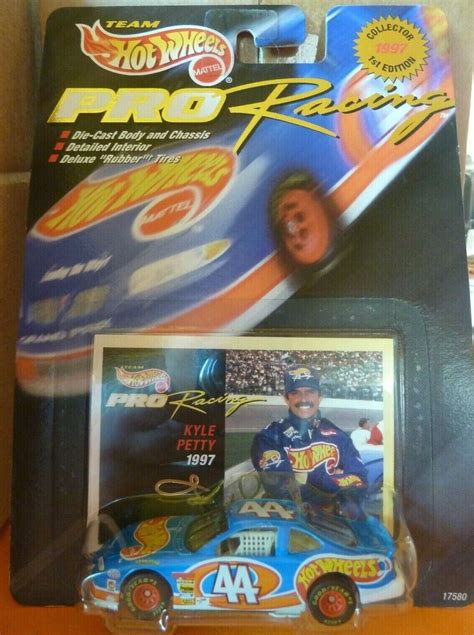 TEAM
Hot Wheels
MATTEL
COLLECTOR
1997
1st EDITION
PRO Racing
Die-Cast Body and Chassis
Detailed Interior
Deluxe "Rubber" Tires
Hot Wheels
MATTEL
GRAND PRIX
TEAM
Hot Wheels
PRO Racing
KYLE
PETTY
1997
Hot Wheels
44
44
Hot Wheels
17580